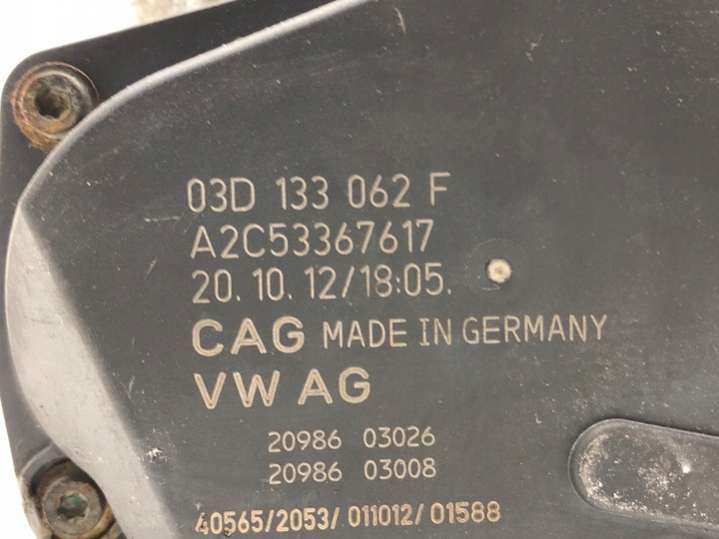 03D 133 062 F
A2C53367617
20.10.12/18:05.
CAG MADE IN GERMANY
VW AG
20986 03026
20986 03008
40565/2053/011012/01588